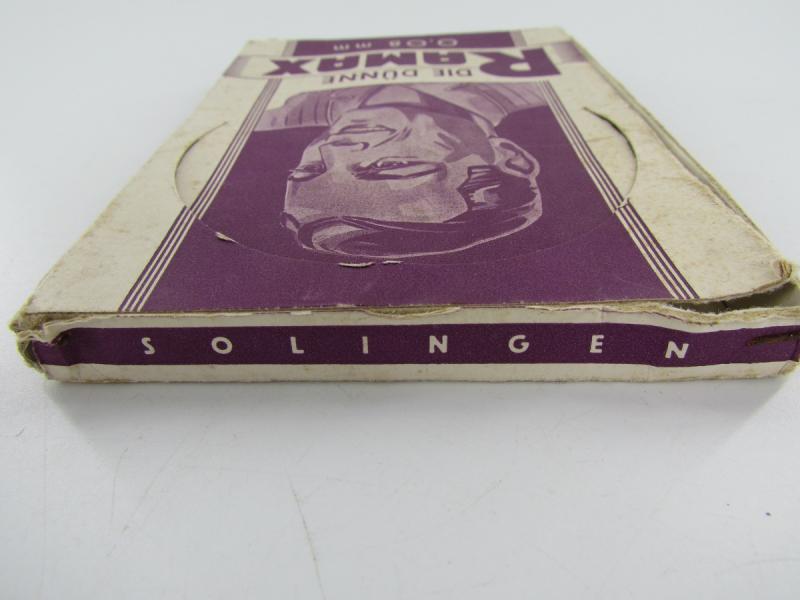 DIE DÜNNE
RAMAX
0,08 mm
SOLINGEN